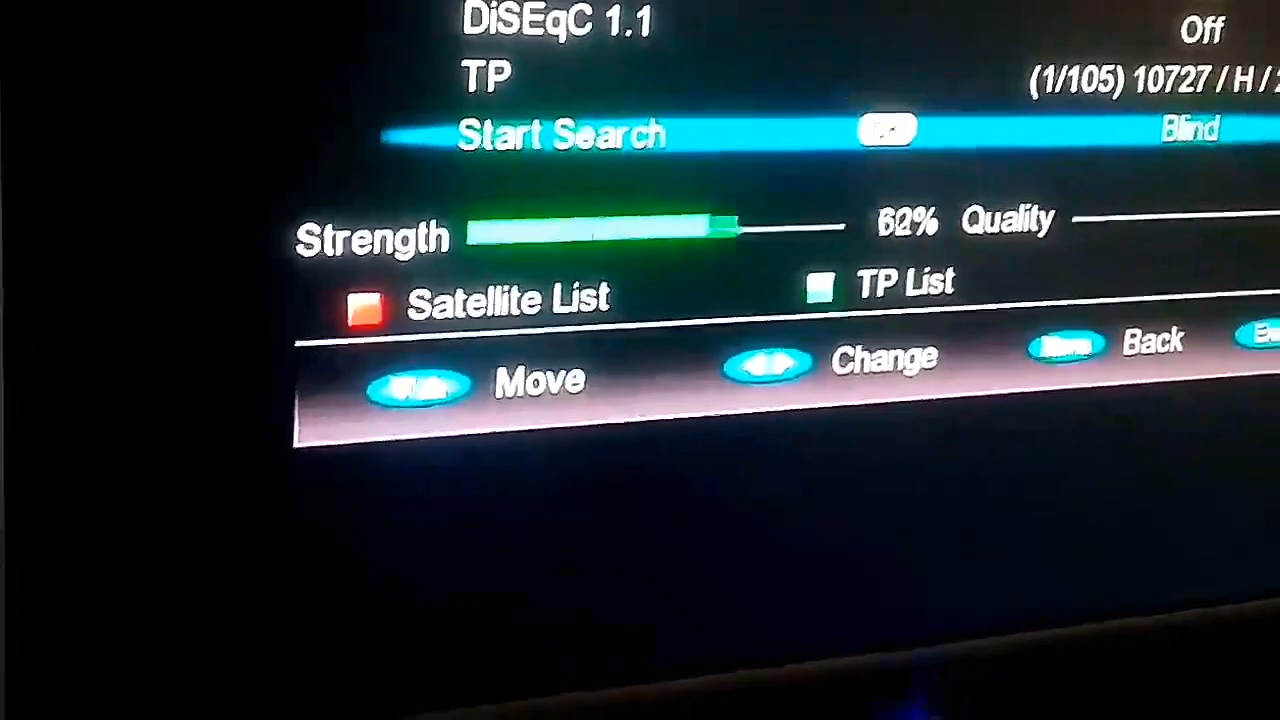 DiSEqC 1.1 Off
TP (1/105) 10727 / H /
Start Search Blind
Strength Quality
Satellite List TP List
Move Change Menu Back